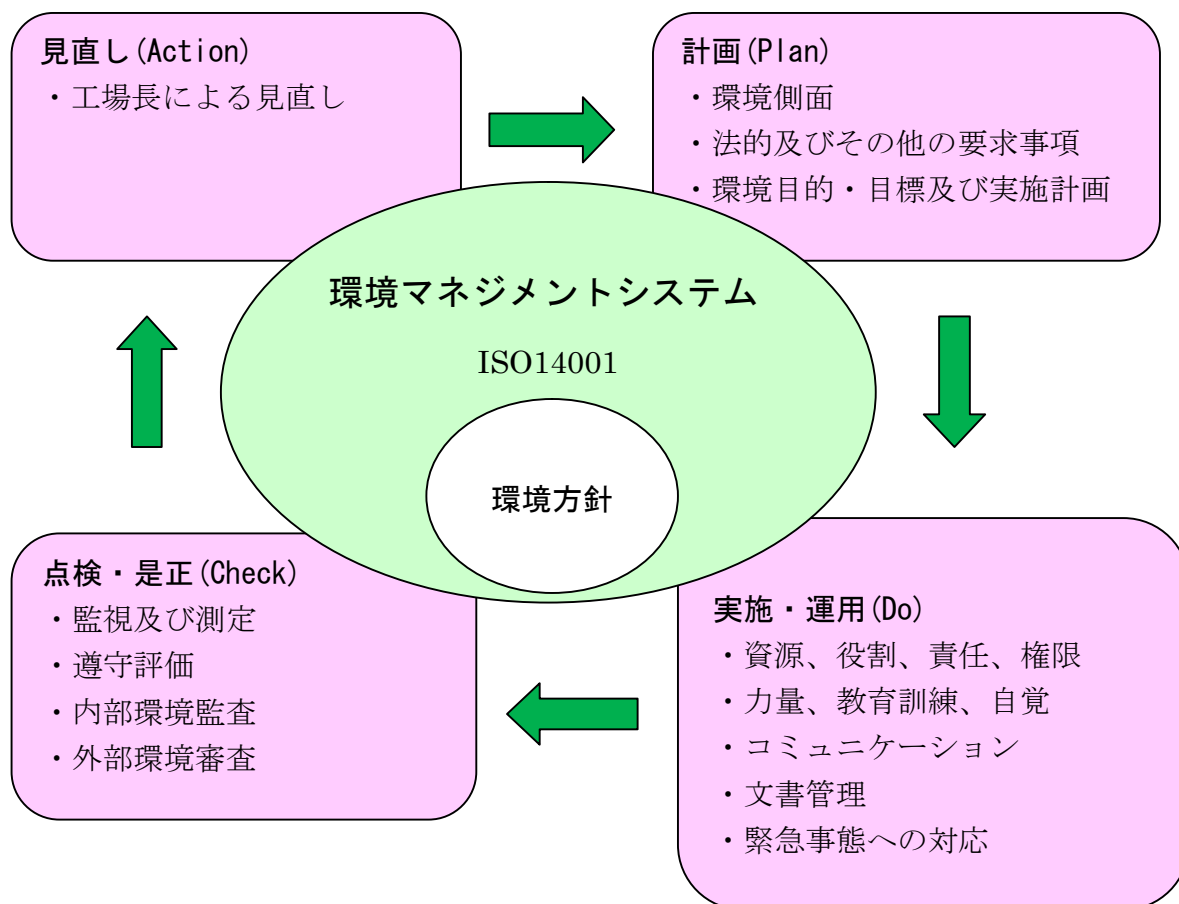 見直し(Action)
・工場長による見直し
計画(Plan)
・環境側面
・法的及びその他の要求事項
・環境目的・目標及び実施計画
環境マネジメントシステム
ISO14001
環境方針
点検・是正(Check)
・監視及び測定
・遵守評価
・内部環境監査
・外部環境審査
実施・運用(Do)
・資源、役割、責任、権限
・力量、教育訓練、自覚
・コミュニケーション
・文書管理
・緊急事態への対応